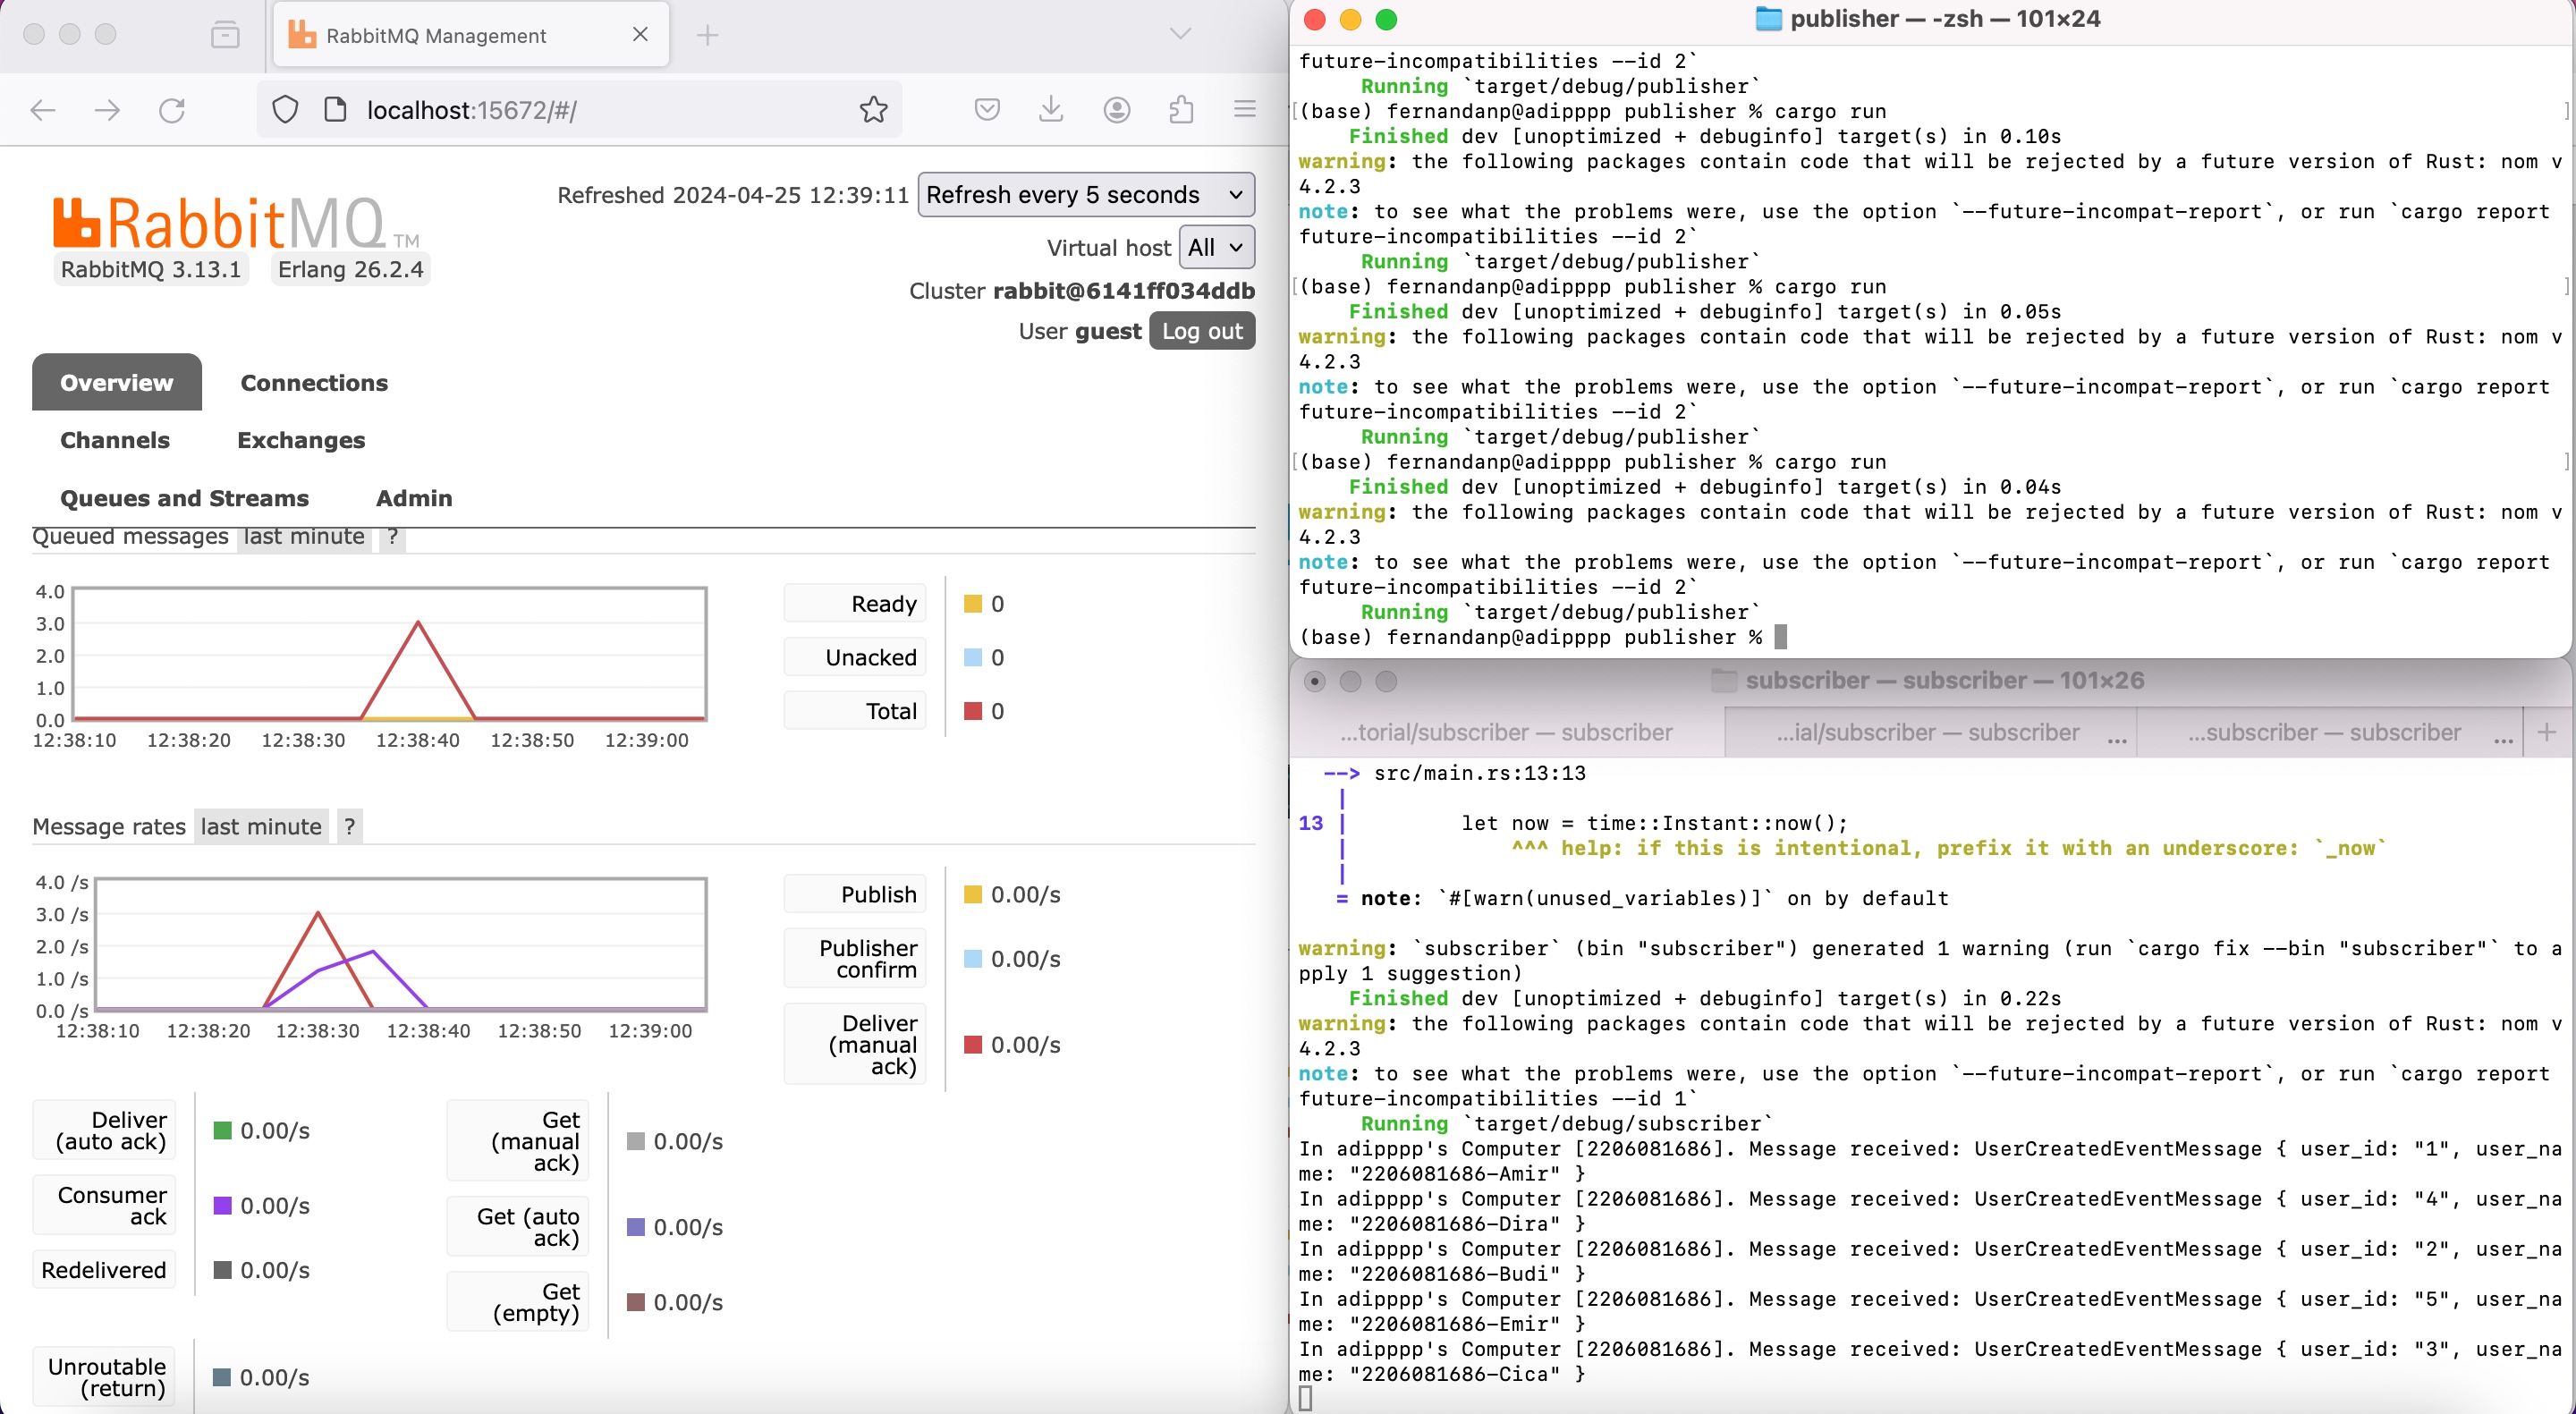 RabbitMQ Management
localhost:15672/#/
RabbitMQ TM
RabbitMQ 3.13.1 Erlang 26.2.4
Refreshed 2024-04-25 12:39:11 Refresh every 5 seconds
Virtual host All
Cluster rabbit@6141ff034ddb
User guest Log out
Overview Connections
Channels Exchanges
Queues and Streams Admin
Queued messages last minute ?
4.0
3.0
2.0
1.0
0.0
12:38:10 12:38:20 12:38:30 12:38:40 12:38:50 12:39:00
Ready 0
Unacked 0
Total 0
Message rates last minute ?
4.0 /s
3.0 /s
2.0 /s
1.0 /s
0.0 /s
12:38:10 12:38:20 12:38:30 12:38:40 12:38:50 12:39:00
Publish 0.00/s
Publisher
confirm 0.00/s
Deliver
(manual 0.00/s
ack)
Deliver
(auto ack) 0.00/s
Consumer
ack 0.00/s
Redelivered 0.00/s
Get
(manual 0.00/s
ack)
Get (auto
ack) 0.00/s
Get
(empty) 0.00/s
Unroutable
(return) 0.00/s
publisher — -zsh — 101×24
future-incompatibilities --id 2`
Running `target/debug/publisher`
[(base) fernandanp@adipppp publisher % cargo run ]
Finished dev [unoptimized + debuginfo] target(s) in 0.10s
warning: the following packages contain code that will be rejected by a future version of Rust: nom v
4.2.3
note: to see what the problems were, use the option `--future-incompat-report`, or run `cargo report
future-incompatibilities --id 2`
Running `target/debug/publisher`
[(base) fernandanp@adipppp publisher % cargo run ]
Finished dev [unoptimized + debuginfo] target(s) in 0.05s
warning: the following packages contain code that will be rejected by a future version of Rust: nom v
4.2.3
note: to see what the problems were, use the option `--future-incompat-report`, or run `cargo report
future-incompatibilities --id 2`
Running `target/debug/publisher`
[(base) fernandanp@adipppp publisher % cargo run ]
Finished dev [unoptimized + debuginfo] target(s) in 0.04s
warning: the following packages contain code that will be rejected by a future version of Rust: nom v
4.2.3
note: to see what the problems were, use the option `--future-incompat-report`, or run `cargo report
future-incompatibilities --id 2`
Running `target/debug/publisher`
(base) fernandanp@adipppp publisher %
subscriber — subscriber — 101×26
...torial/subscriber — subscriber ...ial/subscriber — subscriber ... ...subscriber — subscriber ... +
--> src/main.rs:13:13
|
13 | let now = time::Instant::now();
| ^^^ help: if this is intentional, prefix it with an underscore: `_now`
|
= note: `#[warn(unused_variables)]` on by default
warning: `subscriber` (bin "subscriber") generated 1 warning (run `cargo fix --bin "subscriber"` to a
pply 1 suggestion)
Finished dev [unoptimized + debuginfo] target(s) in 0.22s
warning: the following packages contain code that will be rejected by a future version of Rust: nom v
4.2.3
note: to see what the problems were, use the option `--future-incompat-report`, or run `cargo report
future-incompatibilities --id 1`
Running `target/debug/subscriber`
In adipppp's Computer [2206081686]. Message received: UserCreatedEventMessage { user_id: "1", user_na
me: "2206081686-Amir" }
In adipppp's Computer [2206081686]. Message received: UserCreatedEventMessage { user_id: "4", user_na
me: "2206081686-Dira" }
In adipppp's Computer [2206081686]. Message received: UserCreatedEventMessage { user_id: "2", user_na
me: "2206081686-Budi" }
In adipppp's Computer [2206081686]. Message received: UserCreatedEventMessage { user_id: "5", user_na
me: "2206081686-Emir" }
In adipppp's Computer [2206081686]. Message received: UserCreatedEventMessage { user_id: "3", user_na
me: "2206081686-Cica" }